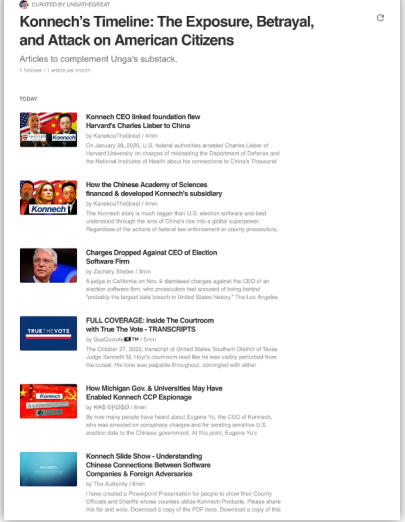 CURATED BY UNGATHEGREAT
Konnech's Timeline: The Exposure, Betrayal,
and Attack on American Citizens
Articles to complement Unga's substack.
1 follower / 1 article per month
TODAY
Konnech
Konnech CEO linked foundation flew
Harvard's Charles Lieber to China
by KanekoaTheGreat / 4min
On January 28, 2020, U.S. federal authorities arrested Charles Lieber of
Harvard University on charges of misleading the Department of Defense and
the National Institutes of Health about his connections to China's Thousand
Konnech
How the Chinese Academy of Sciences
financed & developed Konnech's subsidiary
by KanekoaTheGreat / 4min
The Konnech story is much bigger than U.S. election software and best
understood through the lens of China's rise into a global superpower.
Regardless of the actions of federal law enforcement or county prosecutors,
Charges Dropped Against CEO of Election
Software Firm
by Zachary Stieber / 5min
A judge in California on Nov. 9 dismissed charges against the CEO of an
election software firm, who prosecutors had accused of being behind
"probably the largest data breach in United States history." The Los Angeles
TRUETHEVOTE
FULL COVERAGE: Inside The Courtroom
with True The Vote - TRANSCRIPTS
by GusQuixote™ / 5min
The October 27, 2022, transcript of United States Southern District of Texas
Judge Kenneth M. Hoyt's courtroom read like he was visibly perturbed from
the outset. His tone was palpable throughout, comingled with either
Konnech
How Michigan Gov. & Universities May Have
Enabled Konnech CCP Espionage
/ 8min
By now many people have heard about Eugene Yu, the CEO of Konnech,
who was arrested on conspiracy charges and for sending sensitive U.S.
election data to the Chinese government. At this point, Eugene Yu's
Konnech Slide Show - Understanding
Chinese Connections Between Software
Companies & Foreign Adversaries
by The Authority / 8min
I have created a Powerpoint Presentation for people to show their County
Officials and Sheriffs whose counties utilize Konnech Products. Please share
this far and wide. Download a copy of the PDF here. Download a copy of this